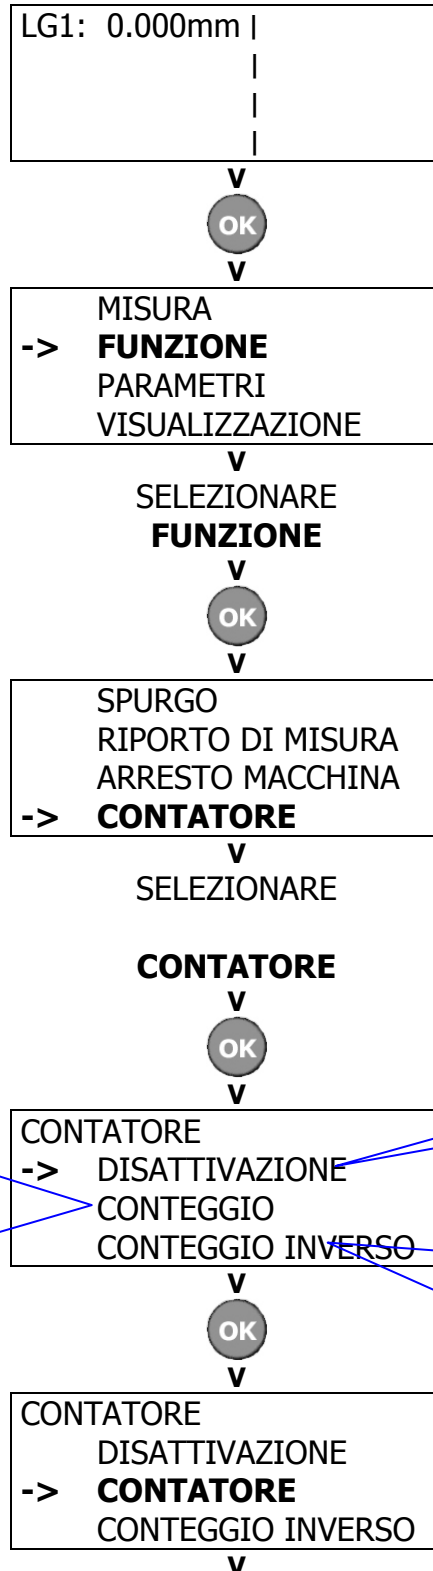 LG1: 0.000mm |
|
|
|
v
OK
v
MISURA
-> FUNZIONE
PARAMETRI
VISUALIZZAZIONE
v
SELEZIONARE
FUNZIONE
v
OK
v
SPURGO
RIPORTO DI MISURA
ARRESTO MACCHINA
-> CONTATORE
v
SELEZIONARE
CONTATORE
v
OK
v
CONTATORE
-> DISATTIVAZIONE
CONTEGGIO
CONTEGGIO INVERSO
v
OK
v
CONTATORE
DISATTIVAZIONE
-> CONTATORE
CONTEGGIO INVERSO
v